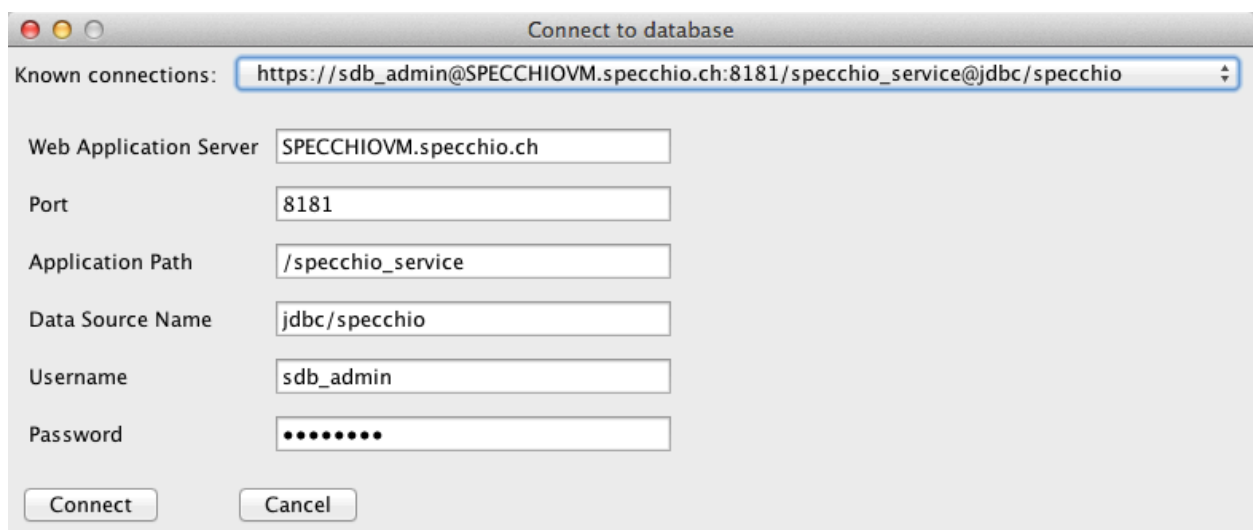 Connect to database
Known connections: https://sdb_admin@SPECCHIOVM.specchio.ch:8181/specchio_service@jdbc/specchio
Web Application Server SPECCHIOVM.specchio.ch
Port 8181
Application Path /specchio_service
Data Source Name jdbc/specchio
Username sdb_admin
Password ••••••••
Connect Cancel